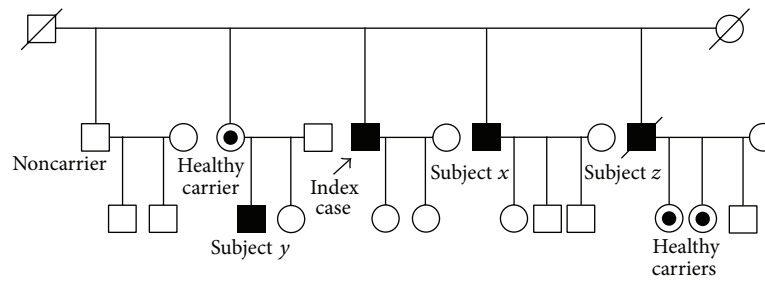 Noncarrier
Healthy
carrier
Index
case
Subject x
Subject z
Subject y
Healthy
carriers